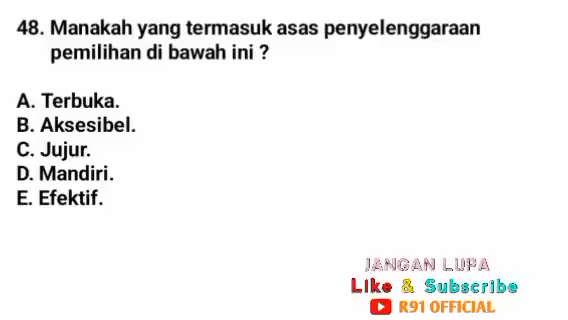 48. Manakah yang termasuk asas penyelenggaraan
pemilihan di bawah ini ?
A. Terbuka.
B. Aksesibel.
C. Jujur.
D. Mandiri.
E. Efektif.
JANGAN LUPA
Like & Subscribe
R91 OFFICIAL